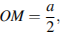 OM = a/2,